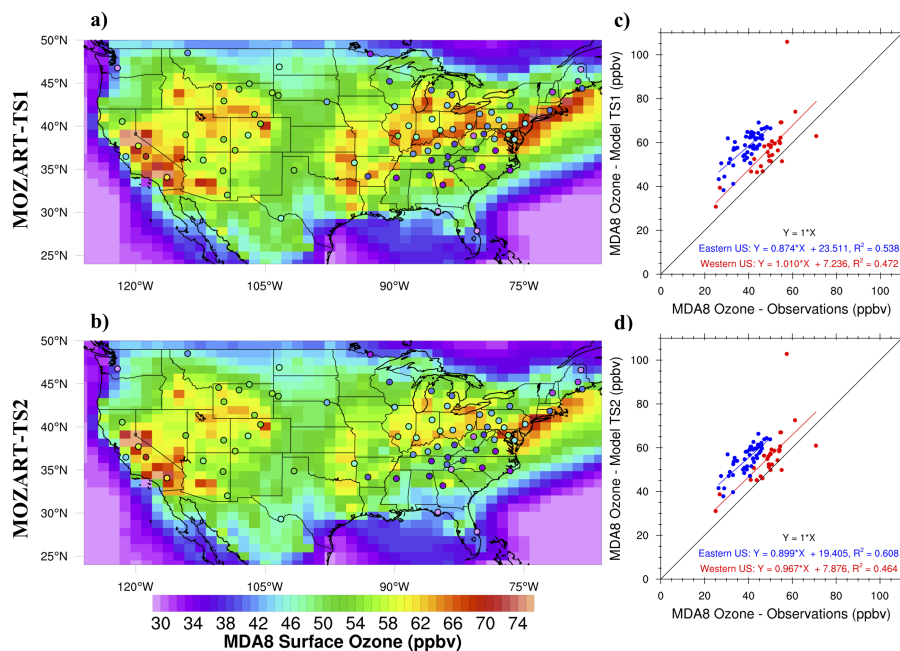 a)
MOZART-TS1
50°N
45°N
40°N
35°N
30°N
25°N
120°W
105°W
90°W
75°W
b)
MOZART-TS2
50°N
45°N
40°N
35°N
30°N
25°N
120°W
105°W
90°W
75°W
30 34 38 42 46 50 54 58 62 66 70 74
MDA8 Surface Ozone (ppbv)
c)
MDA8 Ozone - Model TS1 (ppbv)
100
80
60
40
20
0
Y = 1*X
Eastern US: Y = 0.874*X + 23.511, R² = 0.538
Western US: Y = 1.010*X + 7.236, R² = 0.472
0 20 40 60 80 100
MDA8 Ozone - Observations (ppbv)
d)
MDA8 Ozone - Model TS2 (ppbv)
100
80
60
40
20
0
Y = 1*X
Eastern US: Y = 0.899*X + 19.405, R² = 0.608
Western US: Y = 0.967*X + 7.876, R² = 0.464
0 20 40 60 80 100
MDA8 Ozone - Observations (ppbv)